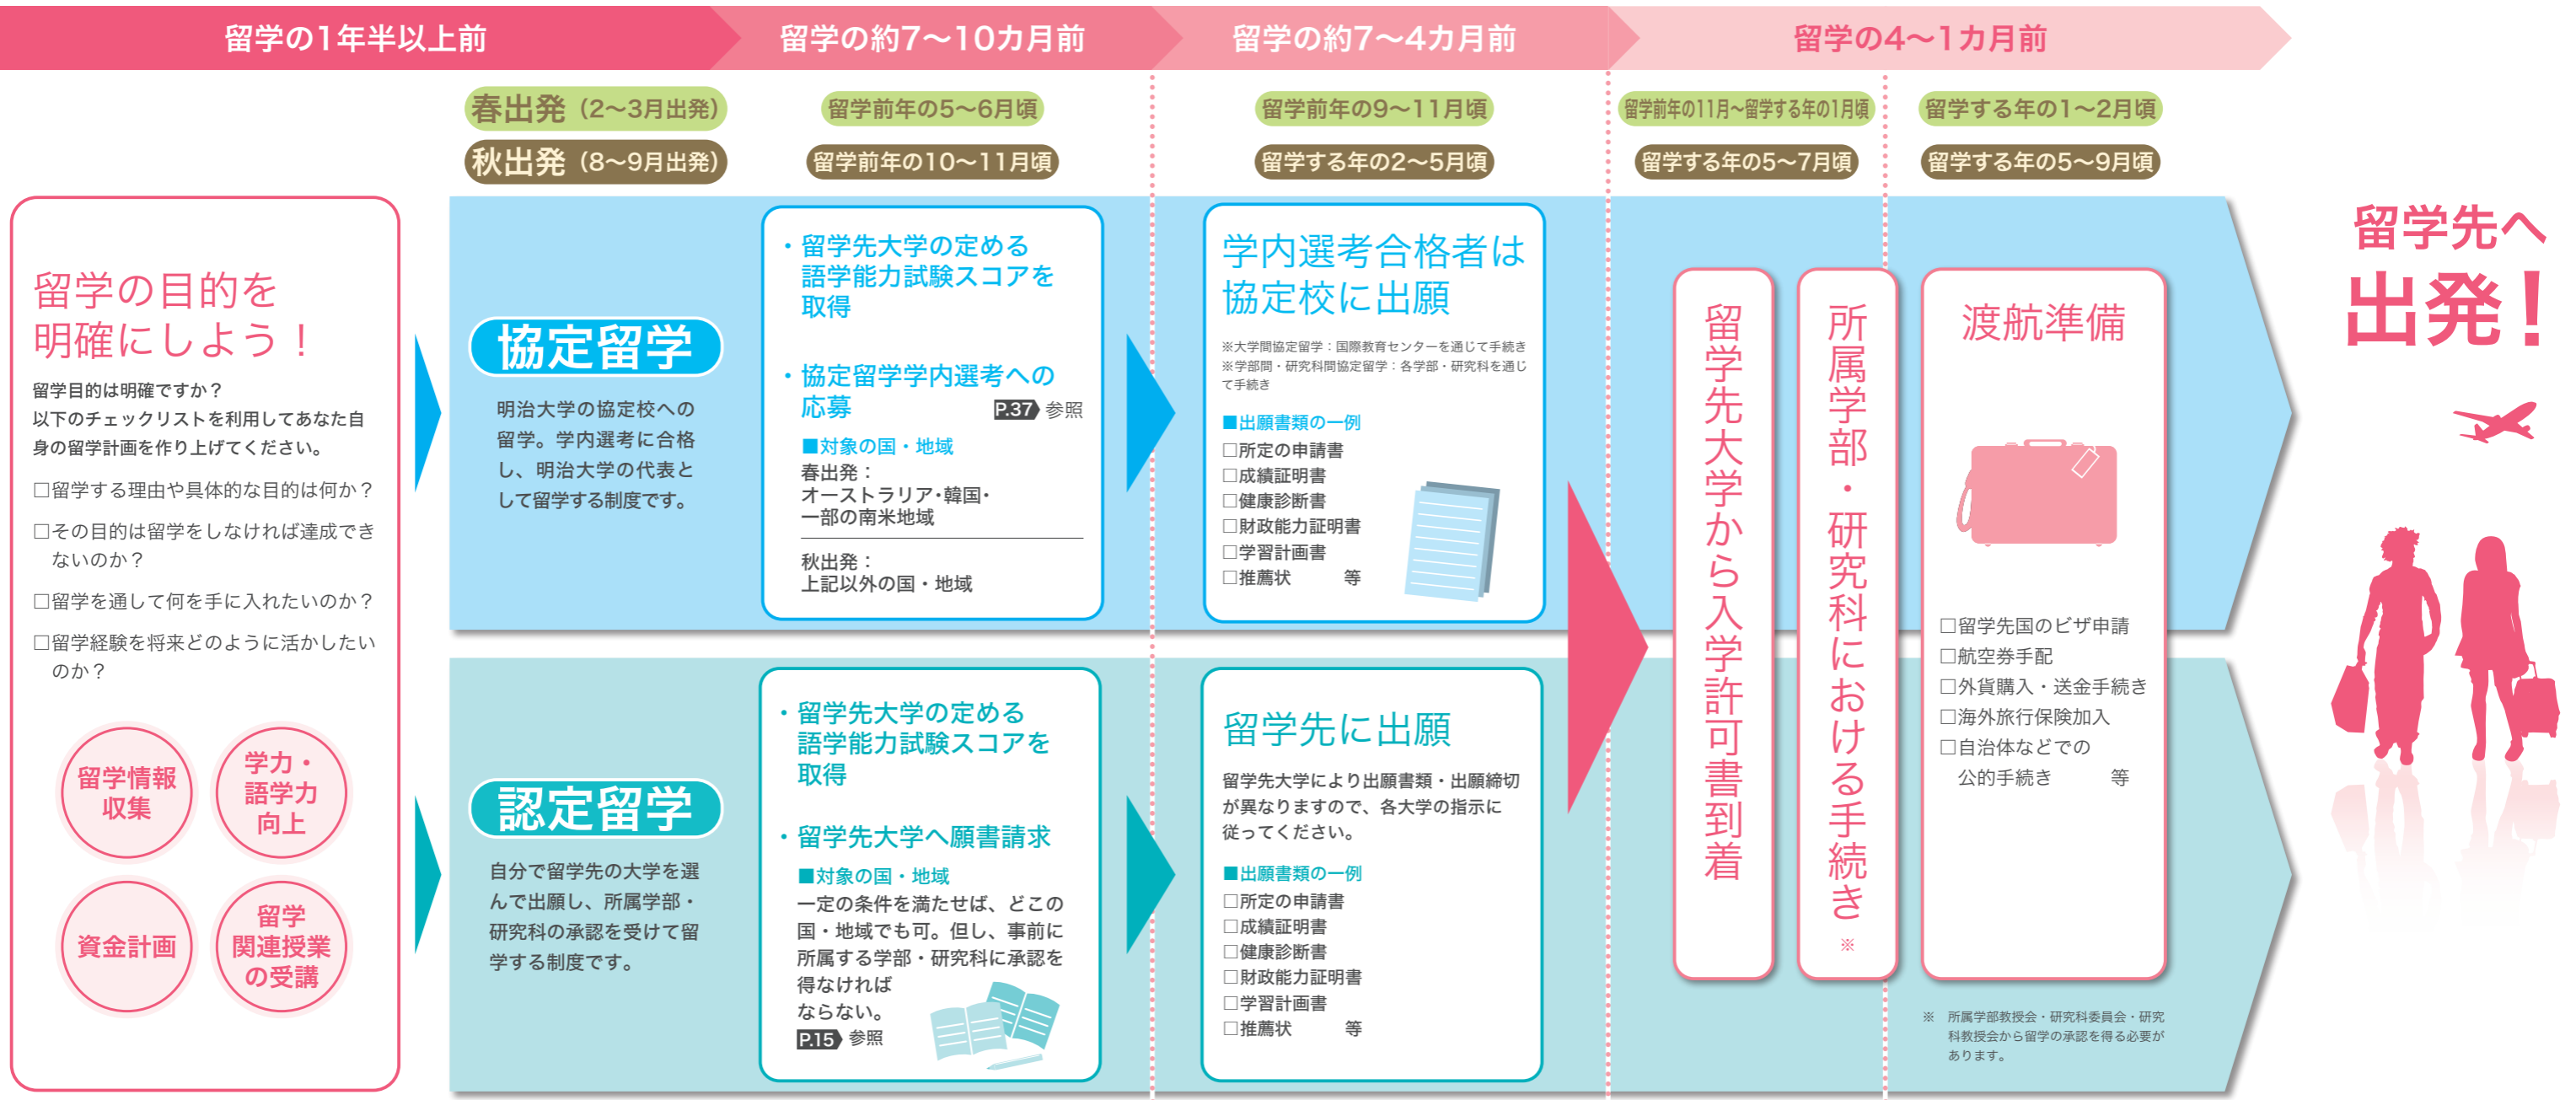 留学の1年半以上前
留学の約7〜10カ月前
留学の約7〜4カ月前
留学の4〜1カ月前
春出発（2〜3月出発）
留学前年の5〜6月頃
留学前年の9〜11月頃
留学前年の11月〜留学する年の1月頃
留学する年の1〜2月頃
秋出発（8〜9月出発）
留学前年の10〜11月頃
留学する年の2〜5月頃
留学する年の5〜7月頃
留学する年の5〜9月頃
留学の目的を
明確にしよう！
留学目的は明確ですか？
以下のチェックリストを利用してあなた自
身の留学計画を作り上げてください。
□留学する理由や具体的な目的は何か？
□その目的は留学をしなければ達成でき
ないのか？
□留学を通して何を手に入れたいのか？
□留学経験を将来どのように活かしたい
のか？
留学情報
収集
学力・
語学力
向上
資金計画
留学
関連授業
の受講
協定留学
明治大学の協定校への
留学。学内選考に合格
し、明治大学の代表と
して留学する制度です。
・留学先大学の定める
語学能力試験スコアを
取得
・協定留学学内選考への
応募 P.37 参照
■対象の国・地域
春出発：
オーストラリア・韓国・
一部の南米地域
秋出発：
上記以外の国・地域
学内選考合格者は
協定校に出願
※大学間協定留学：国際教育センターを通じて手続き
※学部間・研究科間協定留学：各学部・研究科を通じ
て手続き
■出願書類の一例
□所定の申請書
□成績証明書
□健康診断書
□財政能力証明書
□学習計画書
□推薦状 等
認定留学
自分で留学先の大学を選
んで出願し、所属学部・
研究科の承認を受けて留
学する制度です。
・留学先大学の定める
語学能力試験スコアを
取得
・留学先大学へ願書請求
■対象の国・地域
一定の条件を満たせば、どこの
国・地域でも可。但し、事前に
所属する学部・研究科に承認を
得なければ
ならない。
P.15 参照
留学先に出願
留学先大学により出願書類・出願締切
が異なりますので、各大学の指示に
従ってください。
■出願書類の一例
□所定の申請書
□成績証明書
□健康診断書
□財政能力証明書
□学習計画書
□推薦状 等
留学先大学から入学許可書到着
所属学部・研究科における手続き※
渡航準備
□留学先国のビザ申請
□航空券手配
□外貨購入・送金手続き
□海外旅行保険加入
□自治体などでの
公的手続き 等
※ 所属学部教授会・研究科委員会・研究
科教授会から留学の承認を得る必要が
あります。
留学先へ
出発！